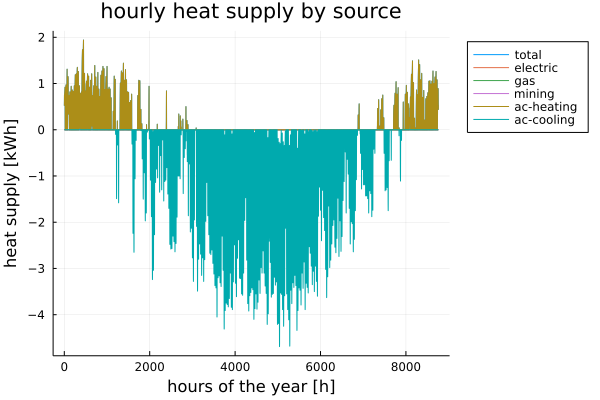 hourly heat supply by source
heat supply [kWh]
2
1
0
−1
−2
−3
−4
0
2000
4000
6000
8000
hours of the year [h]
total
electric
gas
mining
ac-heating
ac-cooling